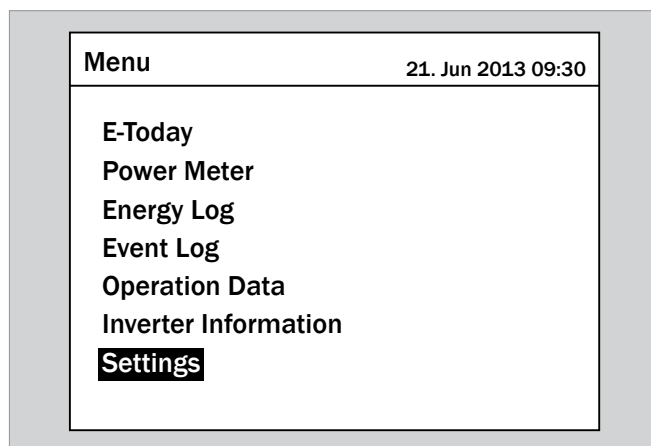 Menu
21. Jun 2013 09:30
E-Today
Power Meter
Energy Log
Event Log
Operation Data
Inverter Information
Settings